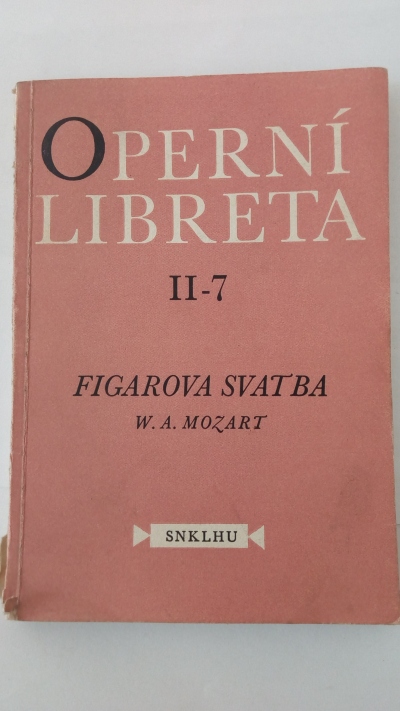 OPERNÍ
LIBRETA
II-7
FIGAROVA SVATBA
W. A. MOZART
SNKLHU